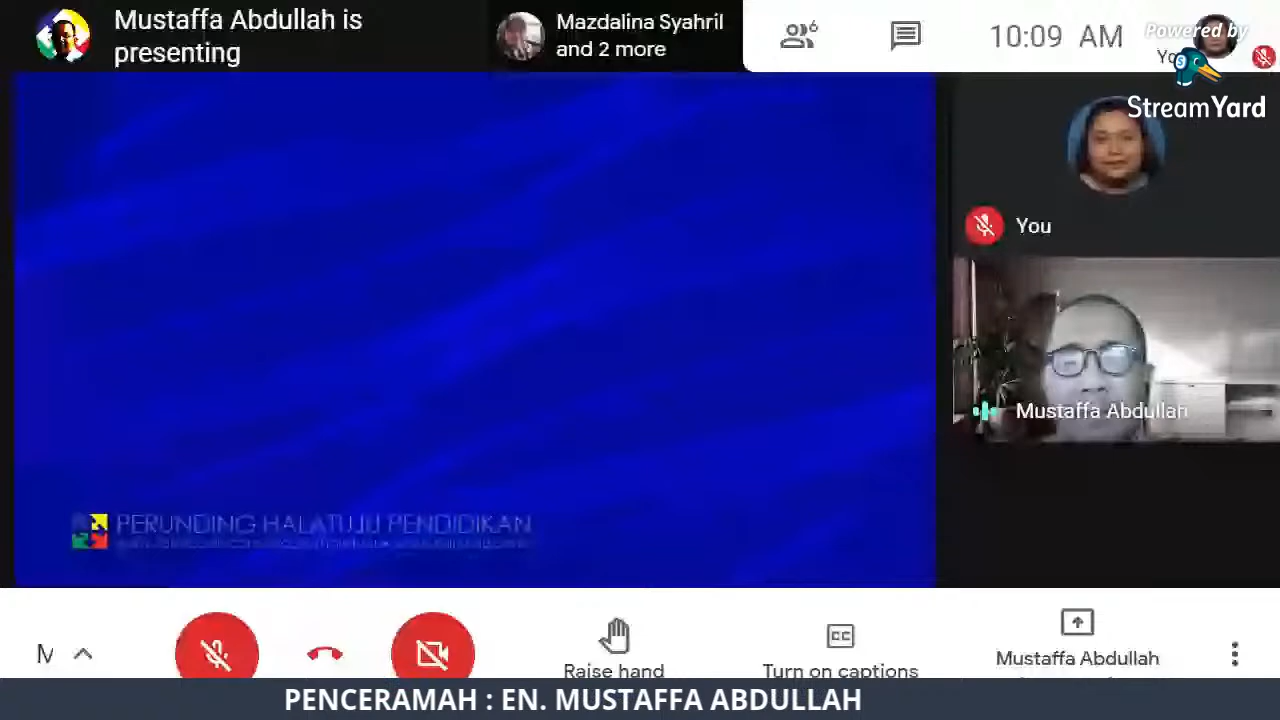 Mustaffa Abdullah is
presenting
Mazdalina Syahril
and 2 more
6
10:09 AM
Powered by
StreamYard
You
Mustaffa Abdullah
PERUNDING HALATUJU PENDIDIKAN
M
Raise hand
Turn on captions
Mustaffa Abdullah
PENCERAMAH : EN. MUSTAFFA ABDULLAH